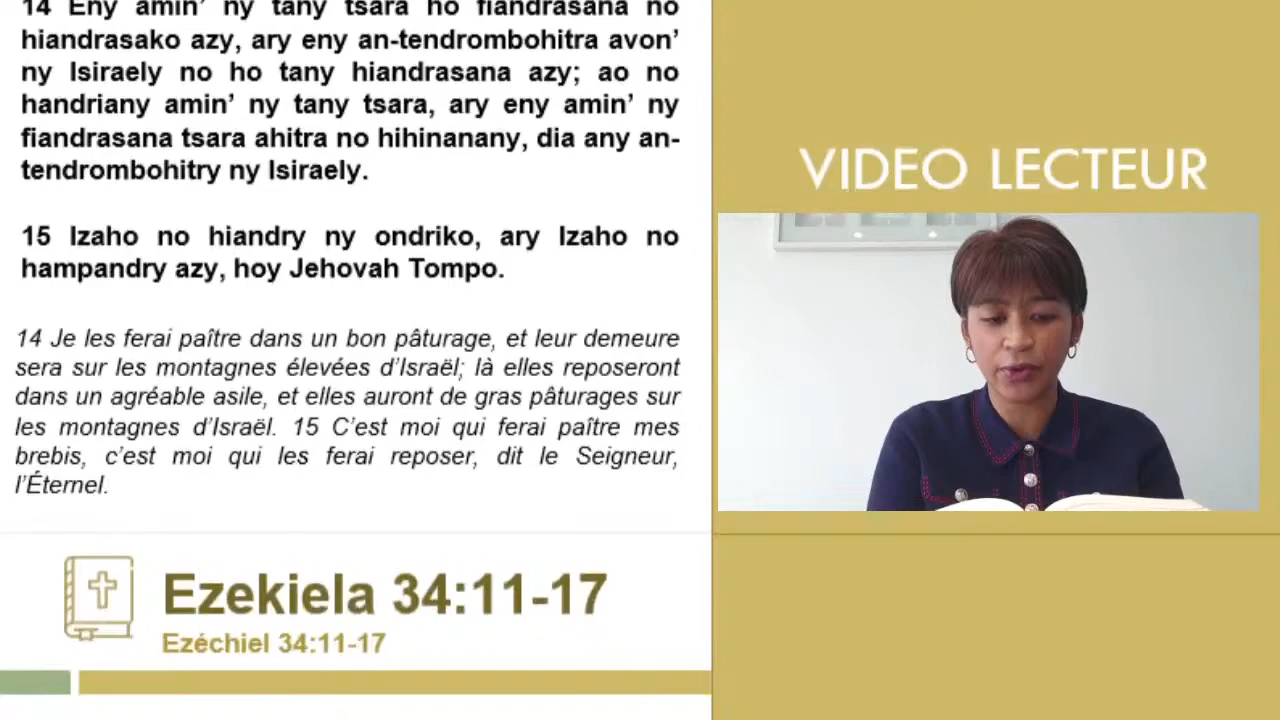 14 Eny amin’ ny tany tsara no fiandrasana no
hiandrasako azy, ary eny an-tendrombohitra avon’
ny Isiraely no ho tany hiandrasana azy; ao no
handriany amin’ ny tany tsara, ary eny amin’ ny
fiandrasana tsara ahitra no hihinanany, dia any an-
tendrombohitry ny Isiraely.
15 Izaho no hiandry ny ondriko, ary Izaho no
hampandry azy, hoy Jehovah Tompo.
14 Je les ferai paître dans un bon pâturage, et leur demeure
sera sur les montagnes élevées d’Israël; là elles reposeront
dans un agréable asile, et elles auront de gras pâturages sur
les montagnes d’Israël. 15 C’est moi qui ferai paître mes
brebis, c’est moi qui les ferai reposer, dit le Seigneur,
l’Éternel.
Ezekiela 34:11-17
Ezéchiel 34:11-17
VIDEO LECTEUR